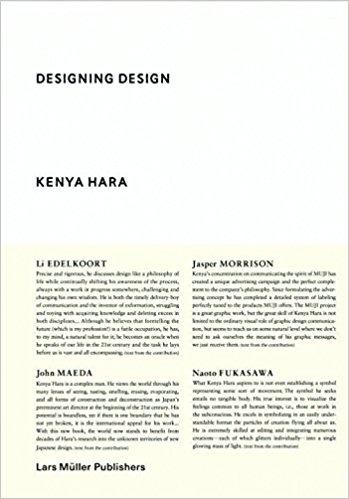 DESIGNING DESIGN
KENYA HARA
Li EDELKOORT
Precise and rigorous, he discusses design like a philosophy of
life while continually shifting his awareness of the process,
always with a work in progress somewhere, challenging and
changing his own wisdom. He is both the timely delivery-boy
of communication and the inventor of reformation, struggling
and toying with acquiring knowledge and deleting excess in
both disciplines... Although he believes that foretelling the
future (which is my profession!) is a futile occupation, he has,
to my mind, a natural talent for it, he becomes an oracle when
he speaks of our life in the 21st century and the task he lays
before us is vast and all encompassing. (text from the contribution)
John MAEDA
Kenya Hara is a complex man. He views the world through his
many lenses of seeing, tasting, smelling, erasing, evaporating,
and all forms of construction and deconstruction as Japan's
preeminent art director at the beginning of the 21st century. His
potential is boundless, yet if there is one boundary that he has
not yet broken, it is the international appeal for his work...
With this new book, the world now stands to benefit from
decades of Hara's research into the unknown territories of new
Japanese design. (text from the contribution)
Jasper MORRISON
Kenya's concentration on communicating the spirit of MUJI has
created a unique advertising campaign and the perfect comple-
ment to the company's philosophy. Since formulating the adver-
tising concept he has completed a detailed system of labeling
perfectly tuned to the products MUJI offers. The MUJI project
is a great graphic work, but the great skill of Kenya Hara is not
limited to the ordinary visual role of graphic design communica-
tion, but seems to teach us on some natural level where we don't
need to ask ourselves the meaning of his graphic messages,
we just receive them. (text from the contribution)
Naoto FUKASAWA
What Kenya Hara aspires to is not even establishing a symbol
representing some sort of movement. The symbol he seeks
emails no tangible body. His true interest is to visualize the
feelings common to all human beings, i.e., those at work in
the subconscious. He excels in symbolizing in an easily under-
standable format the particles of creation flying all about us.
He is extremely skilled at editing and integrating numerous
creations—each of which glitters individually—into a single
glowing mass of light. (text from the contribution)
Lars Müller Publishers